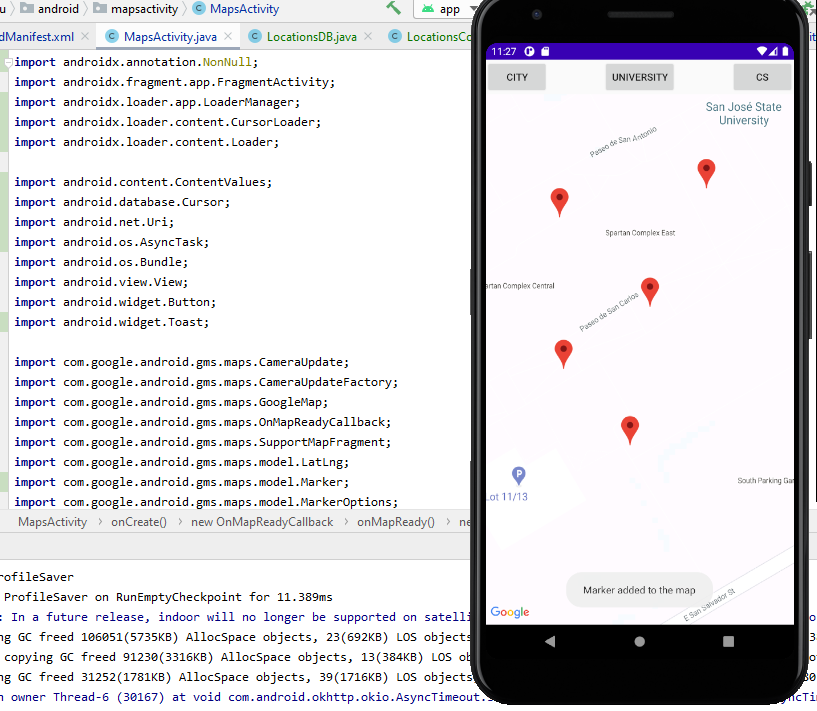 android mapsactivity MapsActivity app
dManifest.xml MapsActivity.java LocationsDB.java LocationsCo
import androidx.annotation.NonNull;
import androidx.fragment.app.FragmentActivity;
import androidx.loader.app.LoaderManager;
import androidx.loader.content.CursorLoader;
import androidx.loader.content.Loader;
import android.content.ContentValues;
import android.database.Cursor;
import android.net.Uri;
import android.os.AsyncTask;
import android.os.Bundle;
import android.view.View;
import android.widget.Button;
import android.widget.Toast;
import com.google.android.gms.maps.CameraUpdate;
import com.google.android.gms.maps.CameraUpdateFactory;
import com.google.android.gms.maps.GoogleMap;
import com.google.android.gms.maps.OnMapReadyCallback;
import com.google.android.gms.maps.SupportMapFragment;
import com.google.android.gms.maps.model.LatLng;
import com.google.android.gms.maps.model.Marker;
import com.google.android.gms.maps.model.MarkerOptions;
MapsActivity onCreate() new OnMapReadyCallback onMapReady() ne
rofileSaver
ProfileSaver on RunEmptyCheckpoint for 11.389ms
: In a future release, indoor will no longer be supported on satelli
ng GC freed 106051(5735KB) AllocSpace objects, 23(692KB) LOS objects
copying GC freed 91230(3316KB) AllocSpace objects, 13(384KB) LOS ob
ng GC freed 31252(1781KB) AllocSpace objects, 39(1716KB) LOS objects
n owner Thread-6 (30167) at void com.android.okhttp.okio.AsyncTimeout.s
11:27
CITY UNIVERSITY CS
San José State
University
Paseo de San Antonio
Spartan Complex East
artan Complex Central
Paseo de San Carlos
P
Lot 11/13
South Parking Gar
Marker added to the map
E San Salvador St
Google